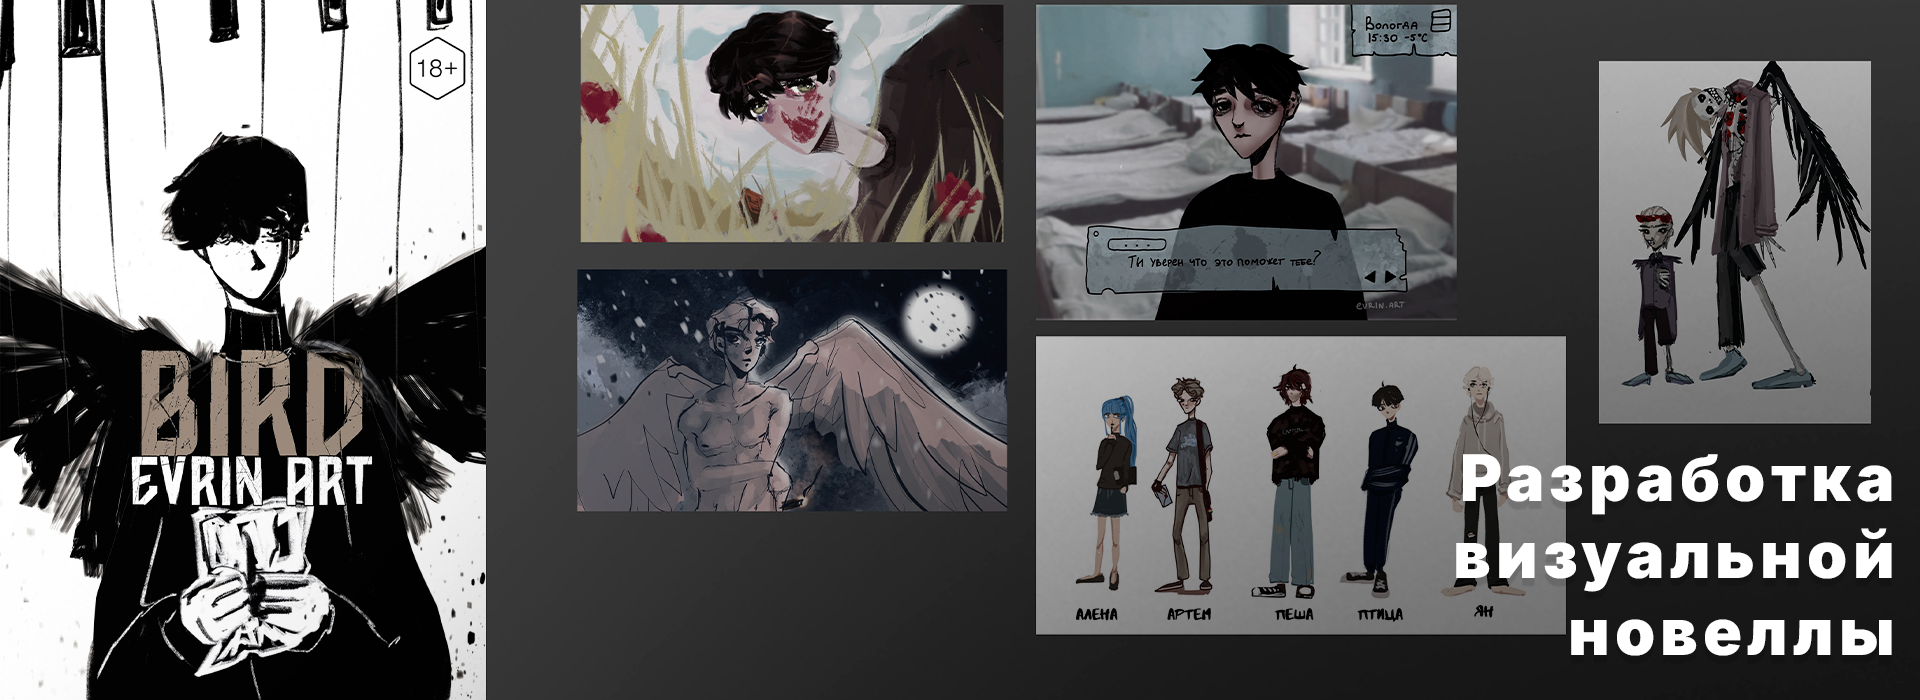 18+
BIRD
EVRIN ART
Вологда
15:30 -5°C
Ты уверен что это поможет тебе?
EVRIN.ART
АЛЕНА
АРТЕМ
ПЕША
ПТИЦА
ЯН
Разработка
визуальной
новеллы